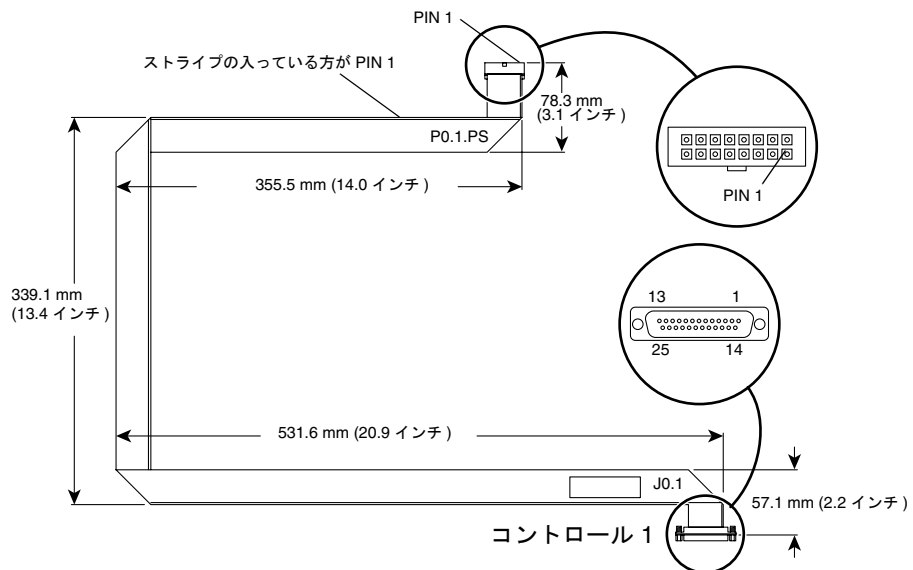 PIN 1
ストライプの入っている方が PIN 1
78.3 mm
(3.1 インチ )
P0.1.PS
355.5 mm (14.0 インチ )
PIN 1
339.1 mm
(13.4 インチ )
13 1
25 14
531.6 mm (20.9 インチ )
J0.1
57.1 mm (2.2 インチ )
コントロール 1